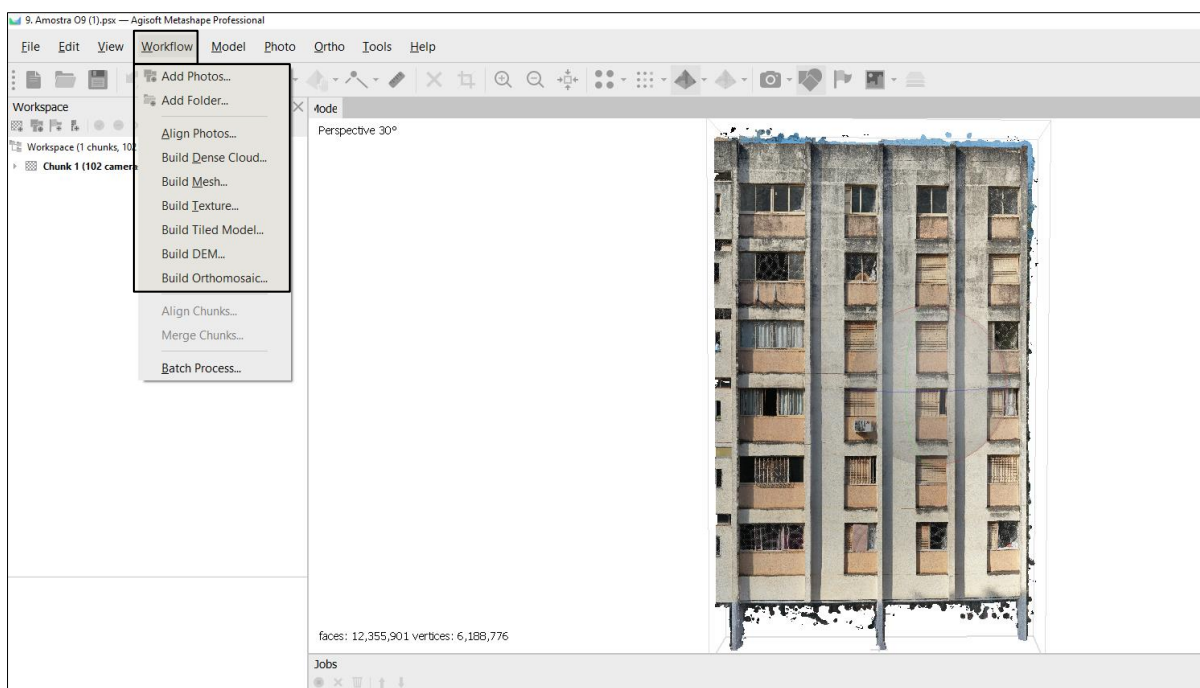 9. Amostra O9 (1).psx — Agisoft Metashape Professional
File Edit View Workflow Model Photo Ortho Tools Help
Add Photos...
Add Folder...
Align Photos...
Build Dense Cloud...
Build Mesh...
Build Texture...
Build Tiled Model...
Build DEM...
Build Orthomosaic...
Align Chunks...
Merge Chunks...
Batch Process...
Workspace
Workspace (1 chunks, 102
Chunk 1 (102 camera
Mode
Perspective 30°
faces: 12,355,901 vertices: 6,188,776
Jobs